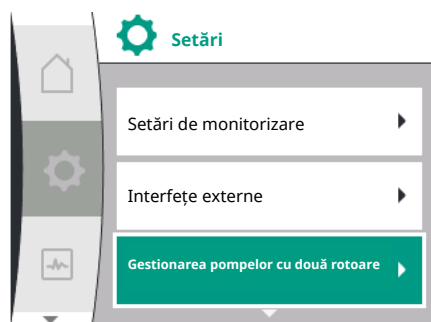 Setări
Setări de monitorizare
Interfețe externe
Gestionarea pompelor cu două rotoare